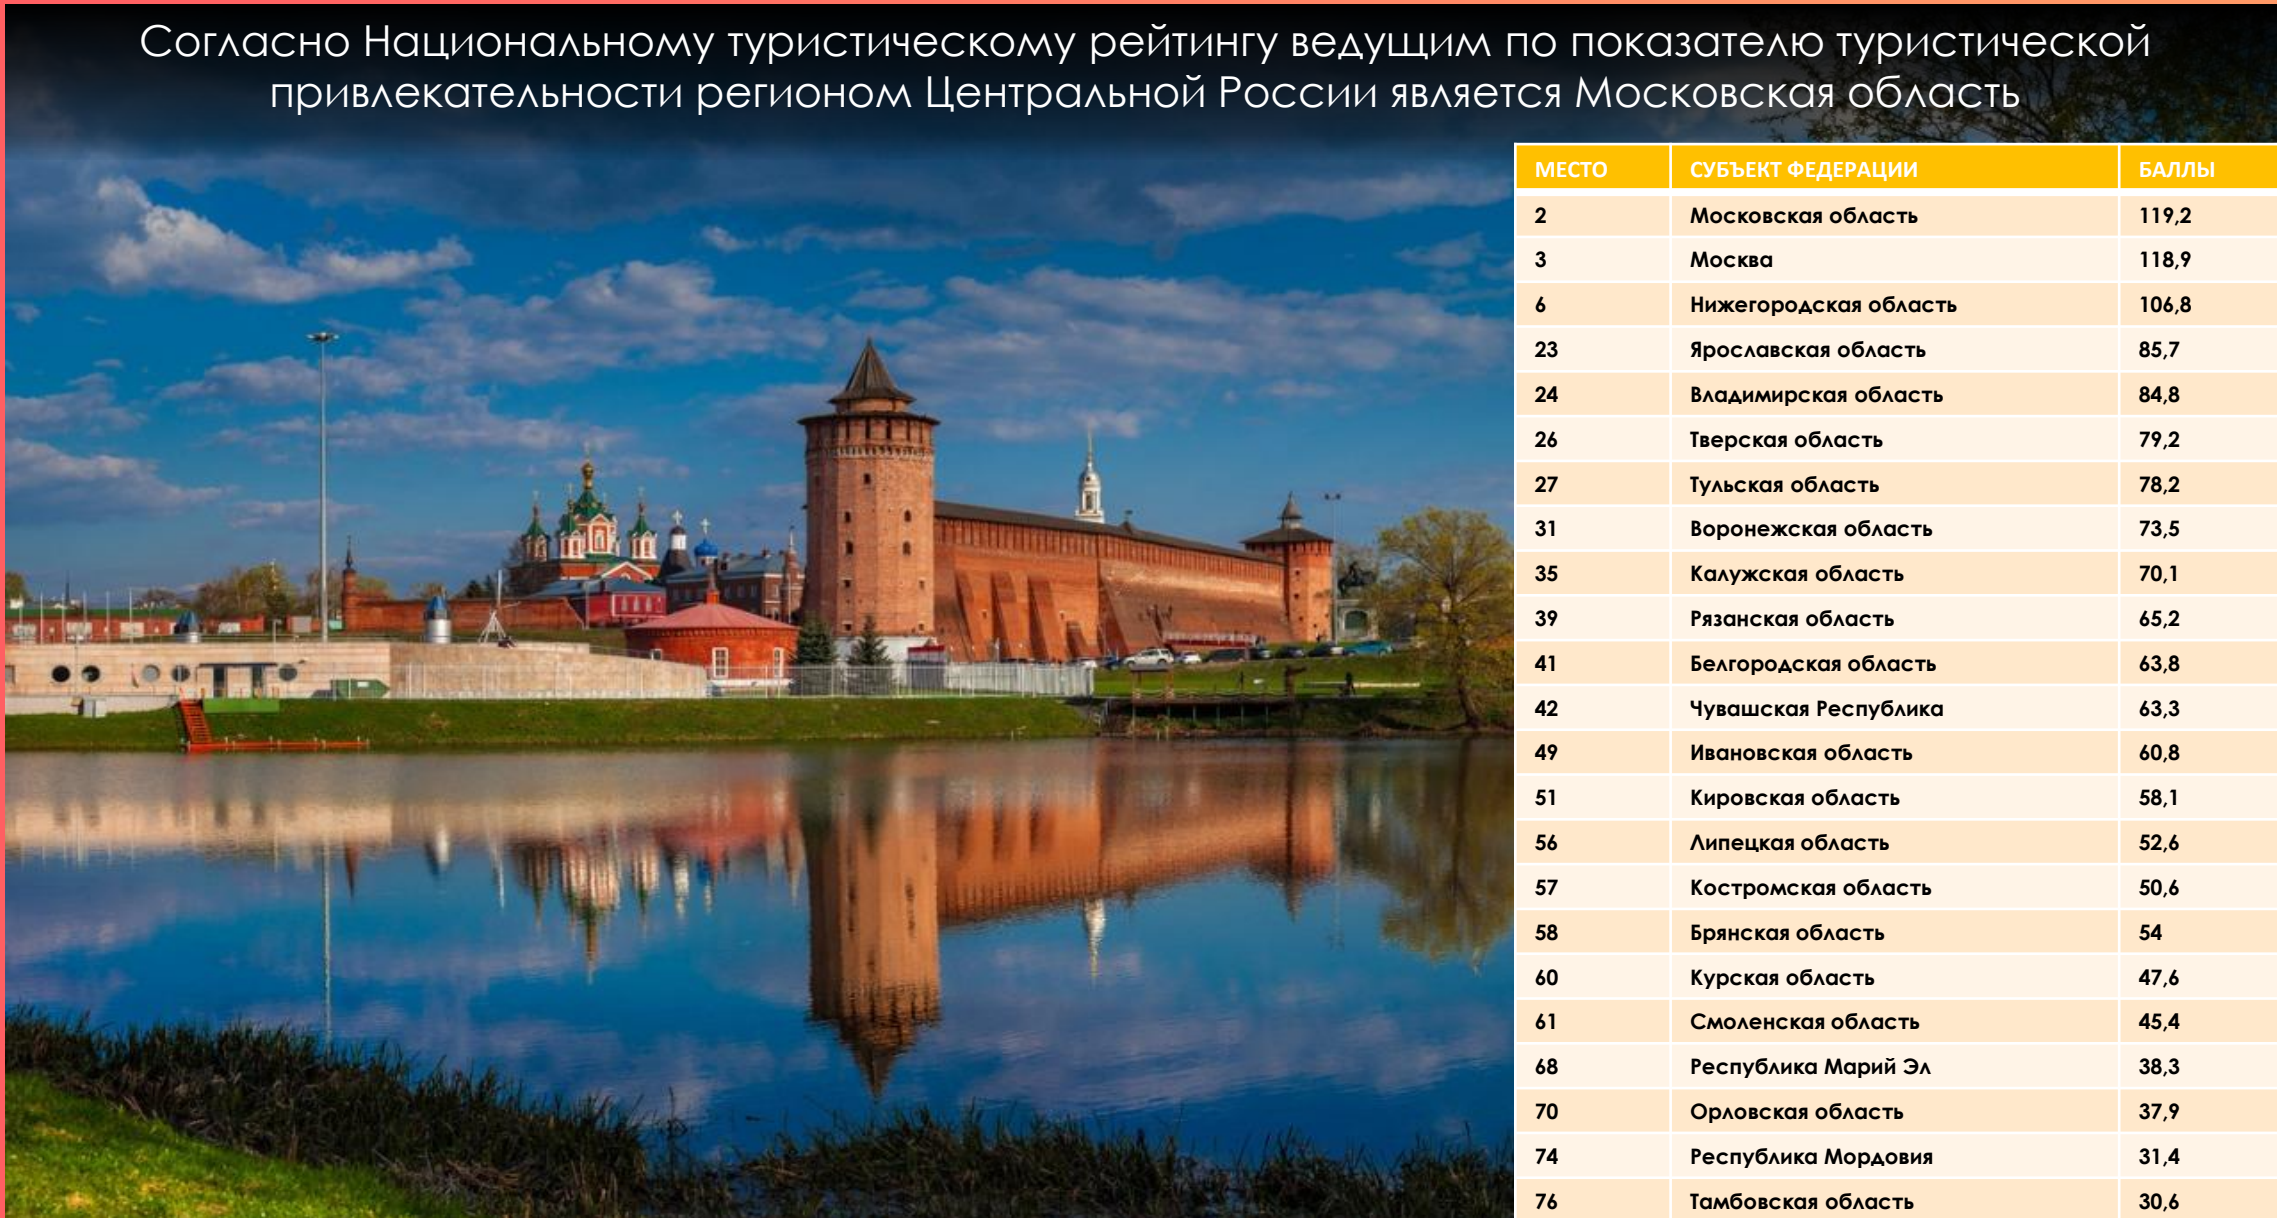 Согласно Национальному туристическому рейтингу ведущим по показателю туристической
привлекательности регионом Центральной России является Московская область
МЕСТО СУБЪЕКТ ФЕДЕРАЦИИ БАЛЛЫ
2 Московская область 119,2
3 Москва 118,9
6 Нижегородская область 106,8
23 Ярославская область 85,7
24 Владимирская область 84,8
26 Тверская область 79,2
27 Тульская область 78,2
31 Воронежская область 73,5
35 Калужская область 70,1
39 Рязанская область 65,2
41 Белгородская область 63,8
42 Чувашская Республика 63,3
49 Ивановская область 60,8
51 Кировская область 58,1
56 Липецкая область 52,6
57 Костромская область 50,6
58 Брянская область 54
60 Курская область 47,6
61 Смоленская область 45,4
68 Республика Марий Эл 38,3
70 Орловская область 37,9
74 Республика Мордовия 31,4
76 Тамбовская область 30,6